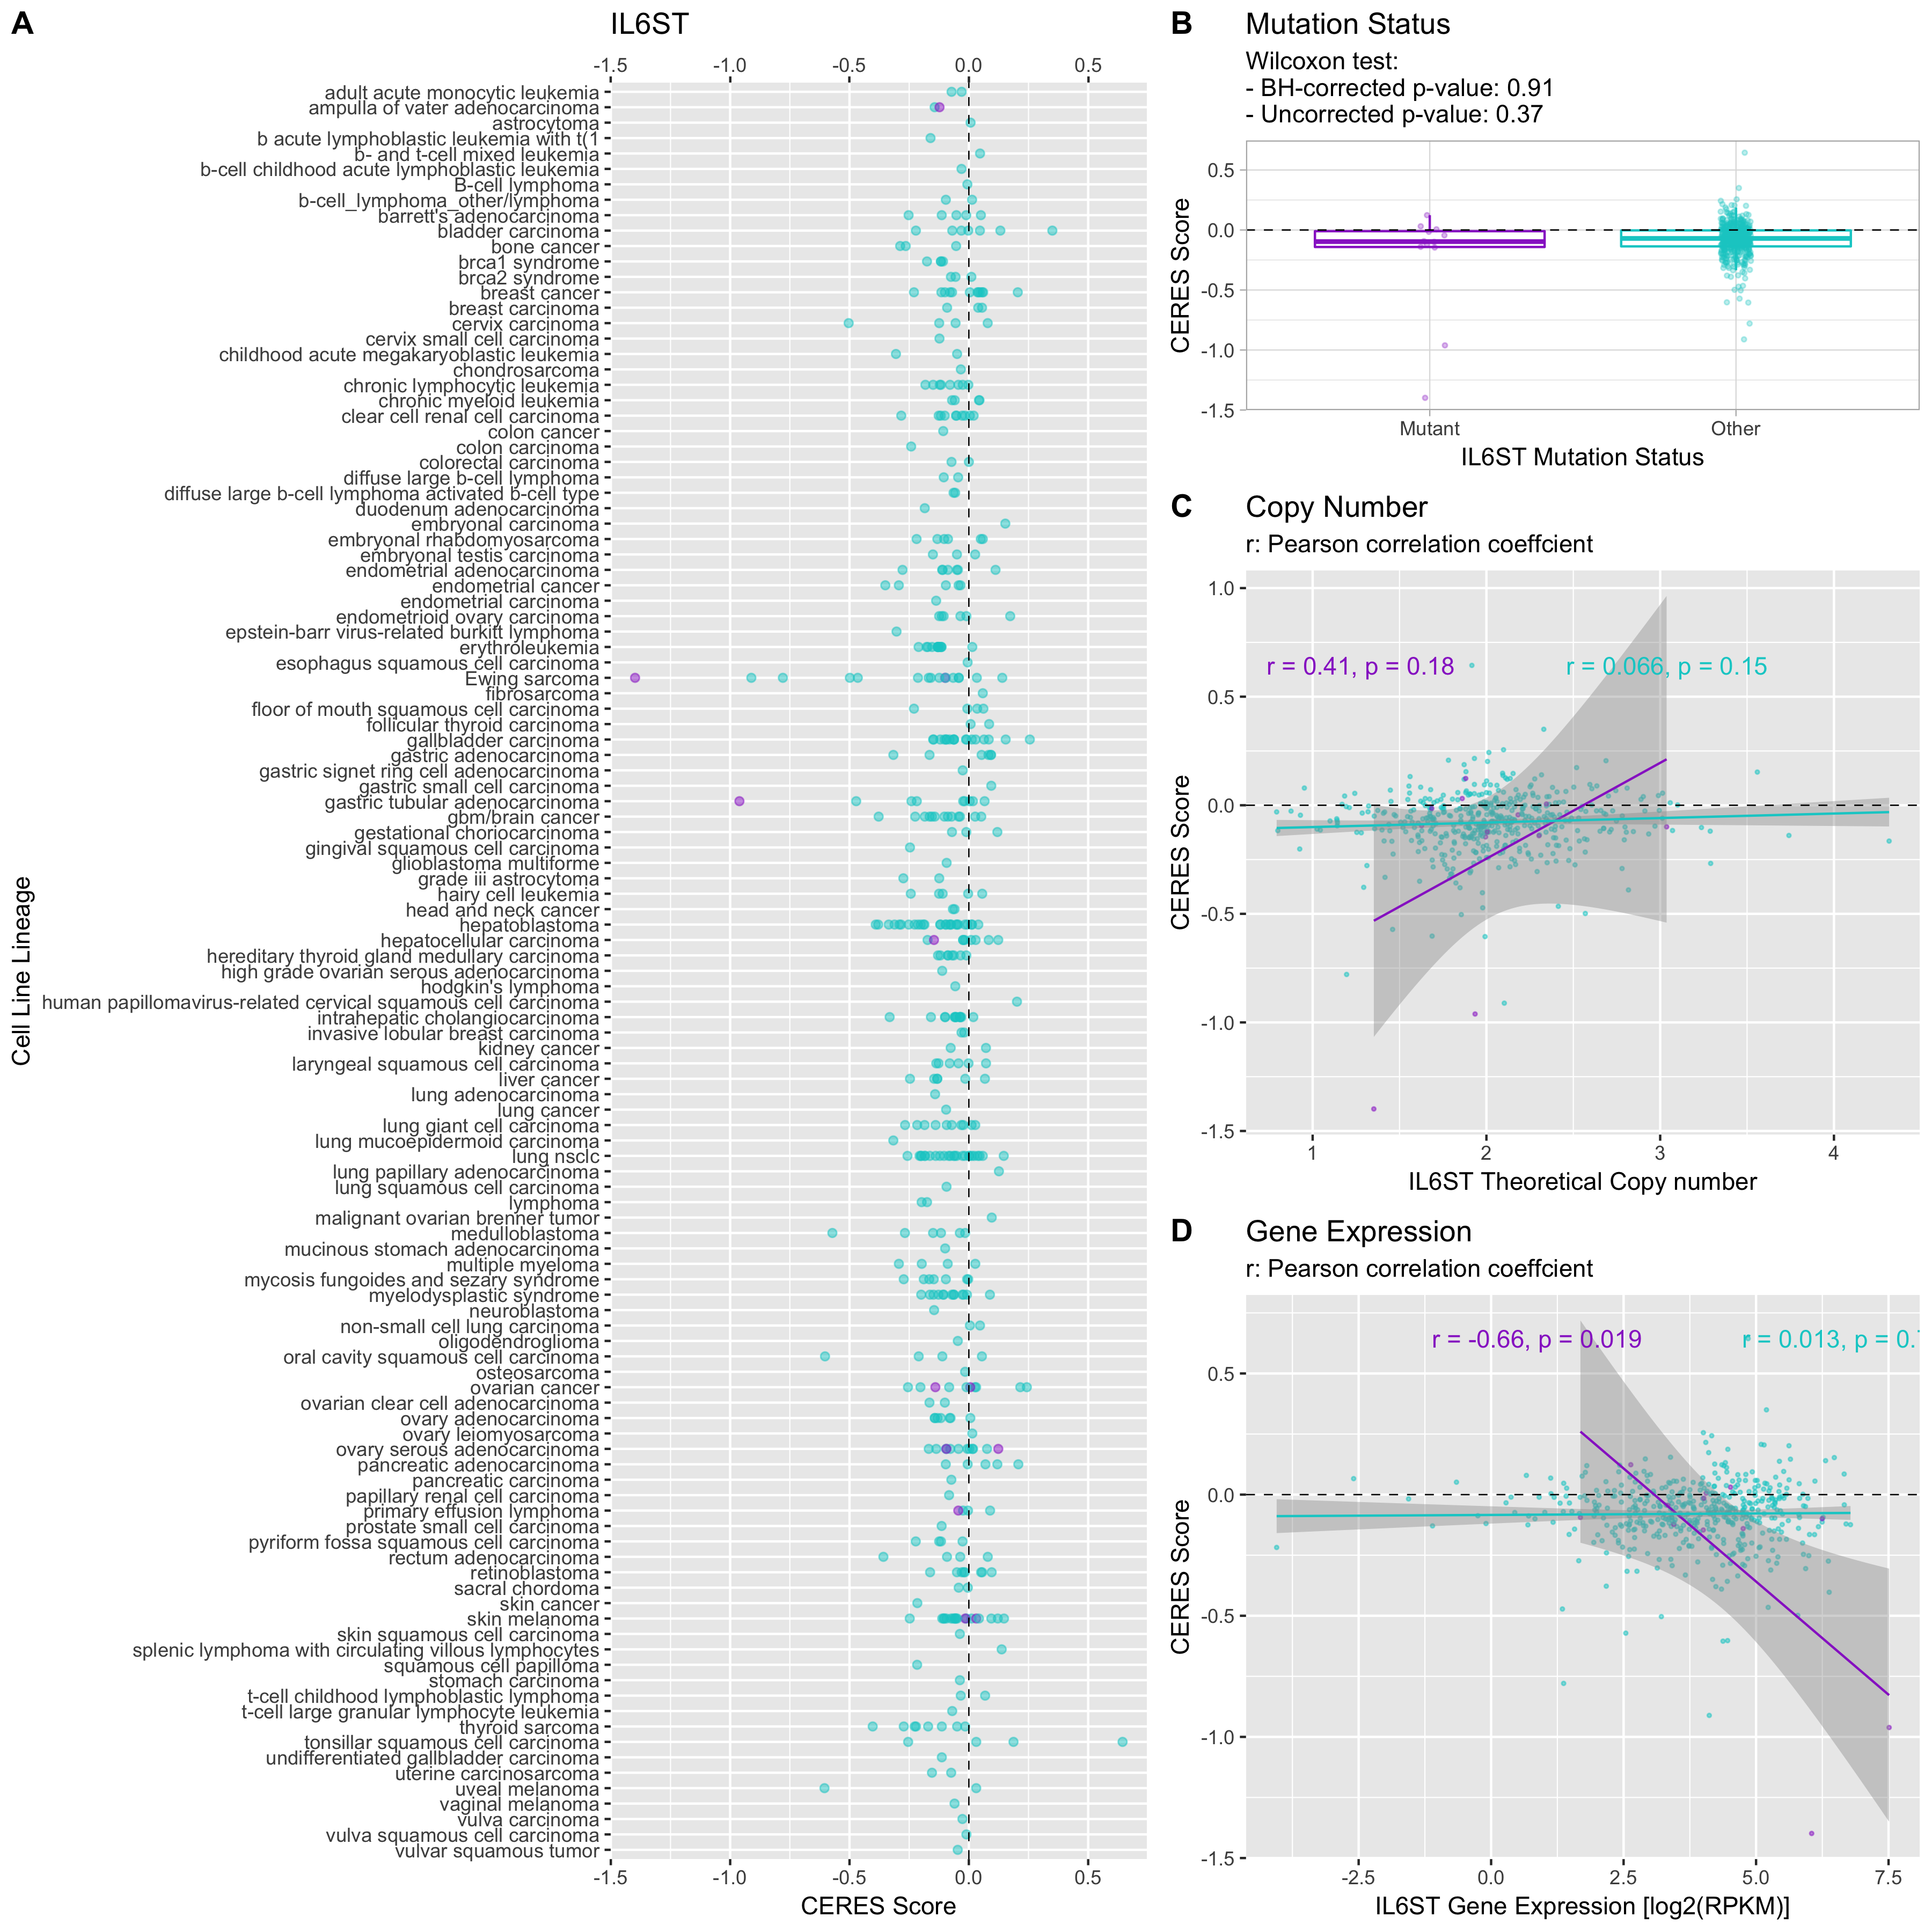 A
IL6ST
-1.5 -1.0 -0.5 0.0 0.5
adult acute monocytic leukemia
ampulla of vater adenocarcinoma
astrocytoma
b acute lymphoblastic leukemia with t(1
b- and t-cell mixed leukemia
b-cell childhood acute lymphoblastic leukemia
B-cell lymphoma
b-cell_lymphoma_other/lymphoma
barrett's adenocarcinoma
bladder carcinoma
bone cancer
brca1 syndrome
brca2 syndrome
breast cancer
breast carcinoma
cervix carcinoma
cervix small cell carcinoma
childhood acute megakaryoblastic leukemia
chondrosarcoma
chronic lymphocytic leukemia
chronic myeloid leukemia
clear cell renal cell carcinoma
colon cancer
colon carcinoma
colorectal carcinoma
diffuse large b-cell lymphoma
diffuse large b-cell lymphoma activated b-cell type
duodenum adenocarcinoma
embryonal carcinoma
embryonal rhabdomyosarcoma
embryonal testis carcinoma
endometrial adenocarcinoma
endometrial cancer
endometrial carcinoma
endometrioid ovary carcinoma
epstein-barr virus-related burkitt lymphoma
erythroleukemia
esophagus squamous cell carcinoma
Ewing sarcoma
fibrosarcoma
floor of mouth squamous cell carcinoma
follicular thyroid carcinoma
gallbladder carcinoma
gastric adenocarcinoma
gastric signet ring cell adenocarcinoma
gastric small cell carcinoma
gastric tubular adenocarcinoma
gbm/brain cancer
gestational choriocarcinoma
gingival squamous cell carcinoma
glioblastoma multiforme
grade iii astrocytoma
hairy cell leukemia
head and neck cancer
hepatoblastoma
hepatocellular carcinoma
hereditary thyroid gland medullary carcinoma
high grade ovarian serous adenocarcinoma
hodgkin's lymphoma
human papillomavirus-related cervical squamous cell carcinoma
intrahepatic cholangiocarcinoma
invasive lobular breast carcinoma
kidney cancer
laryngeal squamous cell carcinoma
liver cancer
lung adenocarcinoma
lung cancer
lung giant cell carcinoma
lung mucoepidermoid carcinoma
lung nsclc
lung papillary adenocarcinoma
lung squamous cell carcinoma
lymphoma
malignant ovarian brenner tumor
medulloblastoma
mucinous stomach adenocarcinoma
multiple myeloma
mycosis fungoides and sezary syndrome
myelodysplastic syndrome
neuroblastoma
non-small cell lung carcinoma
oligodendroglioma
oral cavity squamous cell carcinoma
osteosarcoma
ovarian cancer
ovarian clear cell adenocarcinoma
ovary adenocarcinoma
ovary leiomyosarcoma
ovary serous adenocarcinoma
pancreatic adenocarcinoma
pancreatic carcinoma
papillary renal cell carcinoma
primary effusion lymphoma
prostate small cell carcinoma
pyriform fossa squamous cell carcinoma
rectum adenocarcinoma
retinoblastoma
sacral chordoma
skin cancer
skin melanoma
skin squamous cell carcinoma
splenic lymphoma with circulating villous lymphocytes
squamous cell papilloma
stomach carcinoma
t-cell childhood lymphoblastic lymphoma
t-cell large granular lymphocyte leukemia
thyroid sarcoma
tonsillar squamous cell carcinoma
undifferentiated gallbladder carcinoma
uterine carcinosarcoma
uveal melanoma
vaginal melanoma
vulva carcinoma
vulva squamous cell carcinoma
vulvar squamous tumor
-1.5 -1.0 -0.5 0.0 0.5
CERES Score
Cell Line Lineage
B
Mutation Status
Wilcoxon test:
- BH-corrected p-value: 0.91
- Uncorrected p-value: 0.37
0.5
0.0
-0.5
-1.0
-1.5
CERES Score
Mutant Other
IL6ST Mutation Status
C
Copy Number
r: Pearson correlation coeffcient
1.0
0.5
0.0
-0.5
-1.0
-1.5
CERES Score
r = 0.41, p = 0.18
r = 0.066, p = 0.15
1 2 3 4
IL6ST Theoretical Copy number
D
Gene Expression
r: Pearson correlation coeffcient
0.5
0.0
-0.5
-1.0
-1.5
CERES Score
r = -0.66, p = 0.019
r = 0.013, p = 0.
-2.5 0.0 2.5 5.0 7.5
IL6ST Gene Expression [log2(RPKM)]